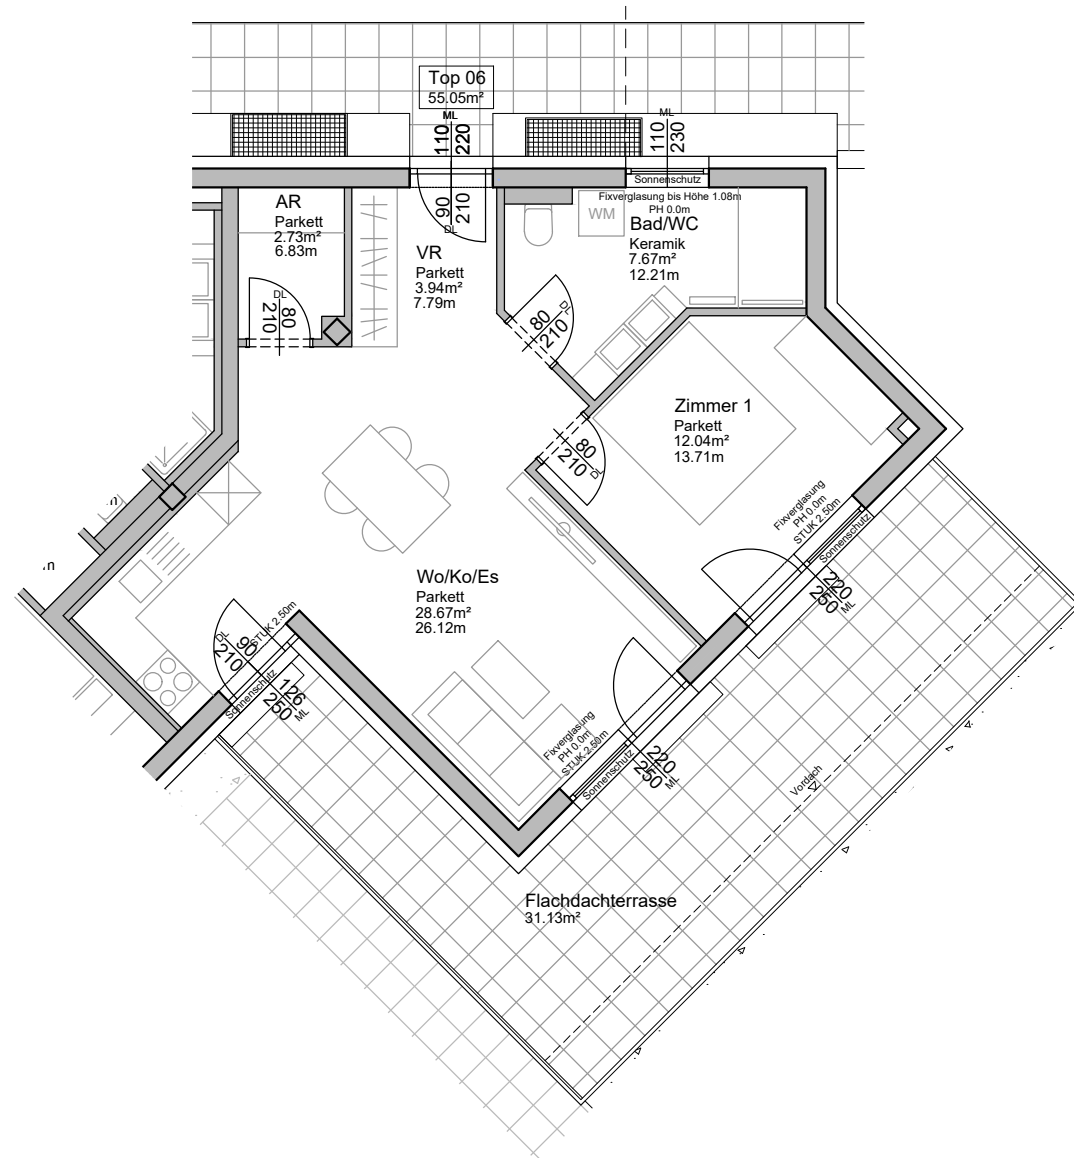 Top 06
55.05m²
ML
110
220
ML
110
230
Sonnenschutz
Fixverglasung bis Höhe 1.08m
PH 0.0m
90
210
DL
AR
Parkett
2.73m²
6.83m
VR
Parkett
3.94m²
7.79m
WM
Bad/WC
Keramik
7.67m²
12.21m
DL
80
210
80
210
DL
Zimmer 1
Parkett
12.04m²
13.71m
80
210
DL
Fixverglasung
PH 0.0m
STUK 2.50m
Sonnenschutz
220
250
ML
Wo/Ko/Es
Parkett
28.67m²
26.12m
STUK 2.50m
DL
90
210
Sonnenschutz
126
250
ML
Fixverglasung
PH 0.0m
STUK 2.50m
Sonnenschutz
220
250
ML
Vordach
Flachdachterrasse
31.13m²